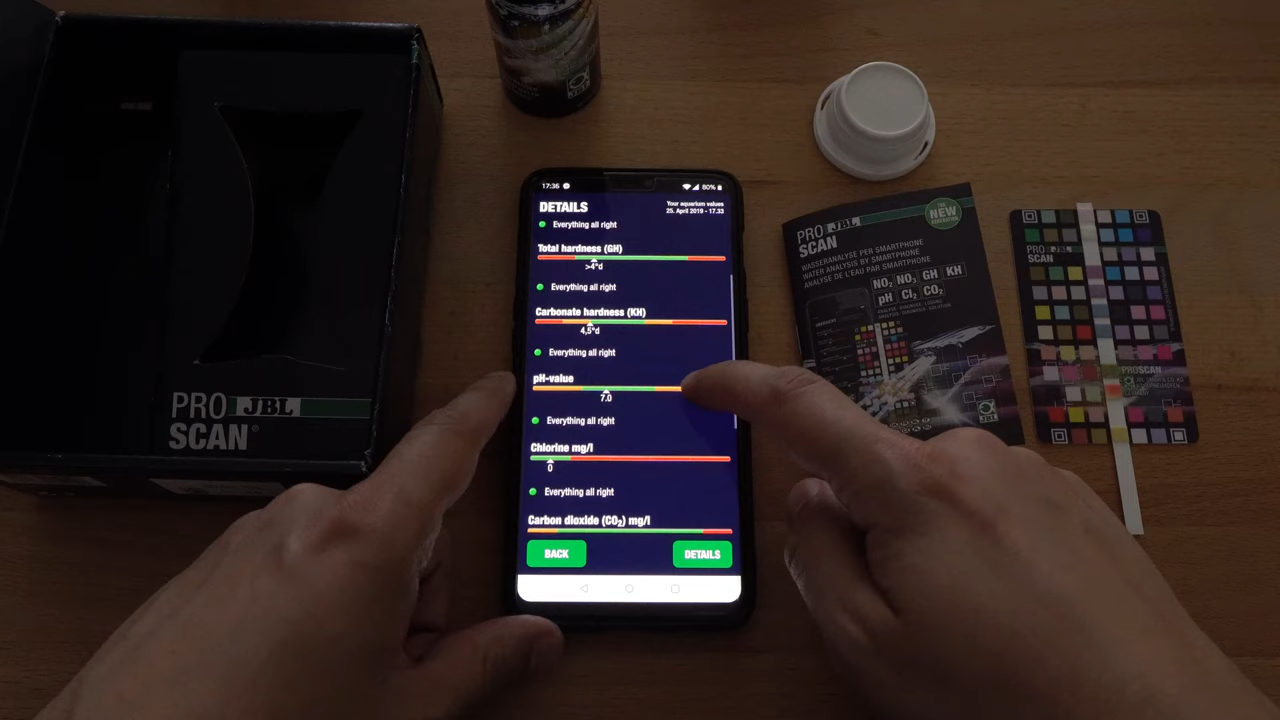 PRO JBL
SCAN®
JBL
17:36
80%
DETAILS
Your aquarium values
25. April 2019 - 17.33
Everything all right
Total hardness (GH)
>4°d
Everything all right
Carbonate hardness (KH)
4,5°d
Everything all right
pH-value
7.0
Everything all right
Chlorine mg/l
0
Everything all right
Carbon dioxide (CO₂) mg/l
BACK
DETAILS
PRO JBL
SCAN
THE
NEW
WASSERANALYSE PER SMARTPHONE
WATER ANALYSIS BY SMARTPHONE
ANALYSE DE L'EAU PAR SMARTPHONE
NO₂ NO₃ GH KH
pH Cl₂ CO₂
JBL
PRO JBL
SCAN
PROSCAN